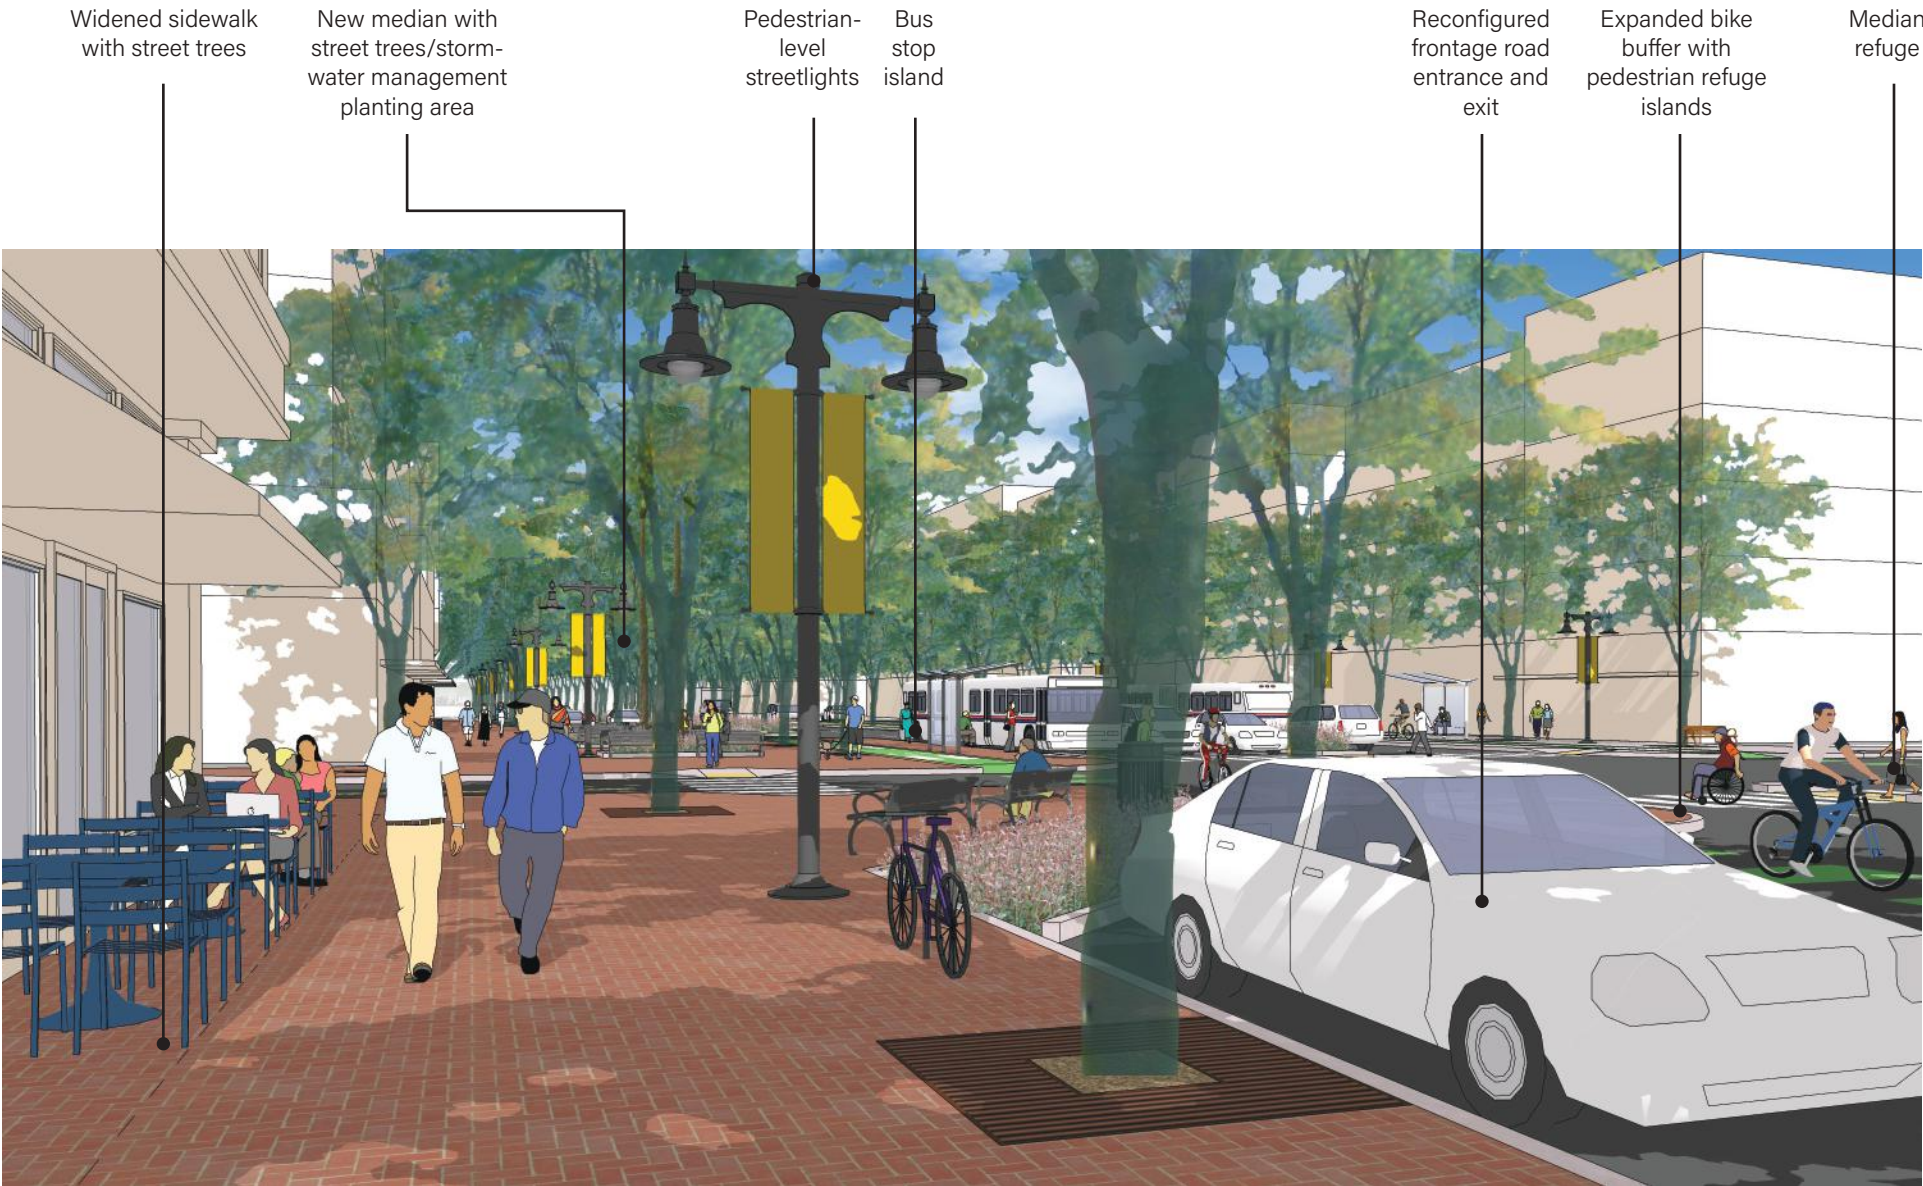 Widened sidewalk
with street trees
New median with
street trees/storm-
water management
planting area
Pedestrian-
level
streetlights
Bus
stop
island
Reconfigured
frontage road
entrance and
exit
Expanded bike
buffer with
pedestrian refuge
islands
Median
refuge